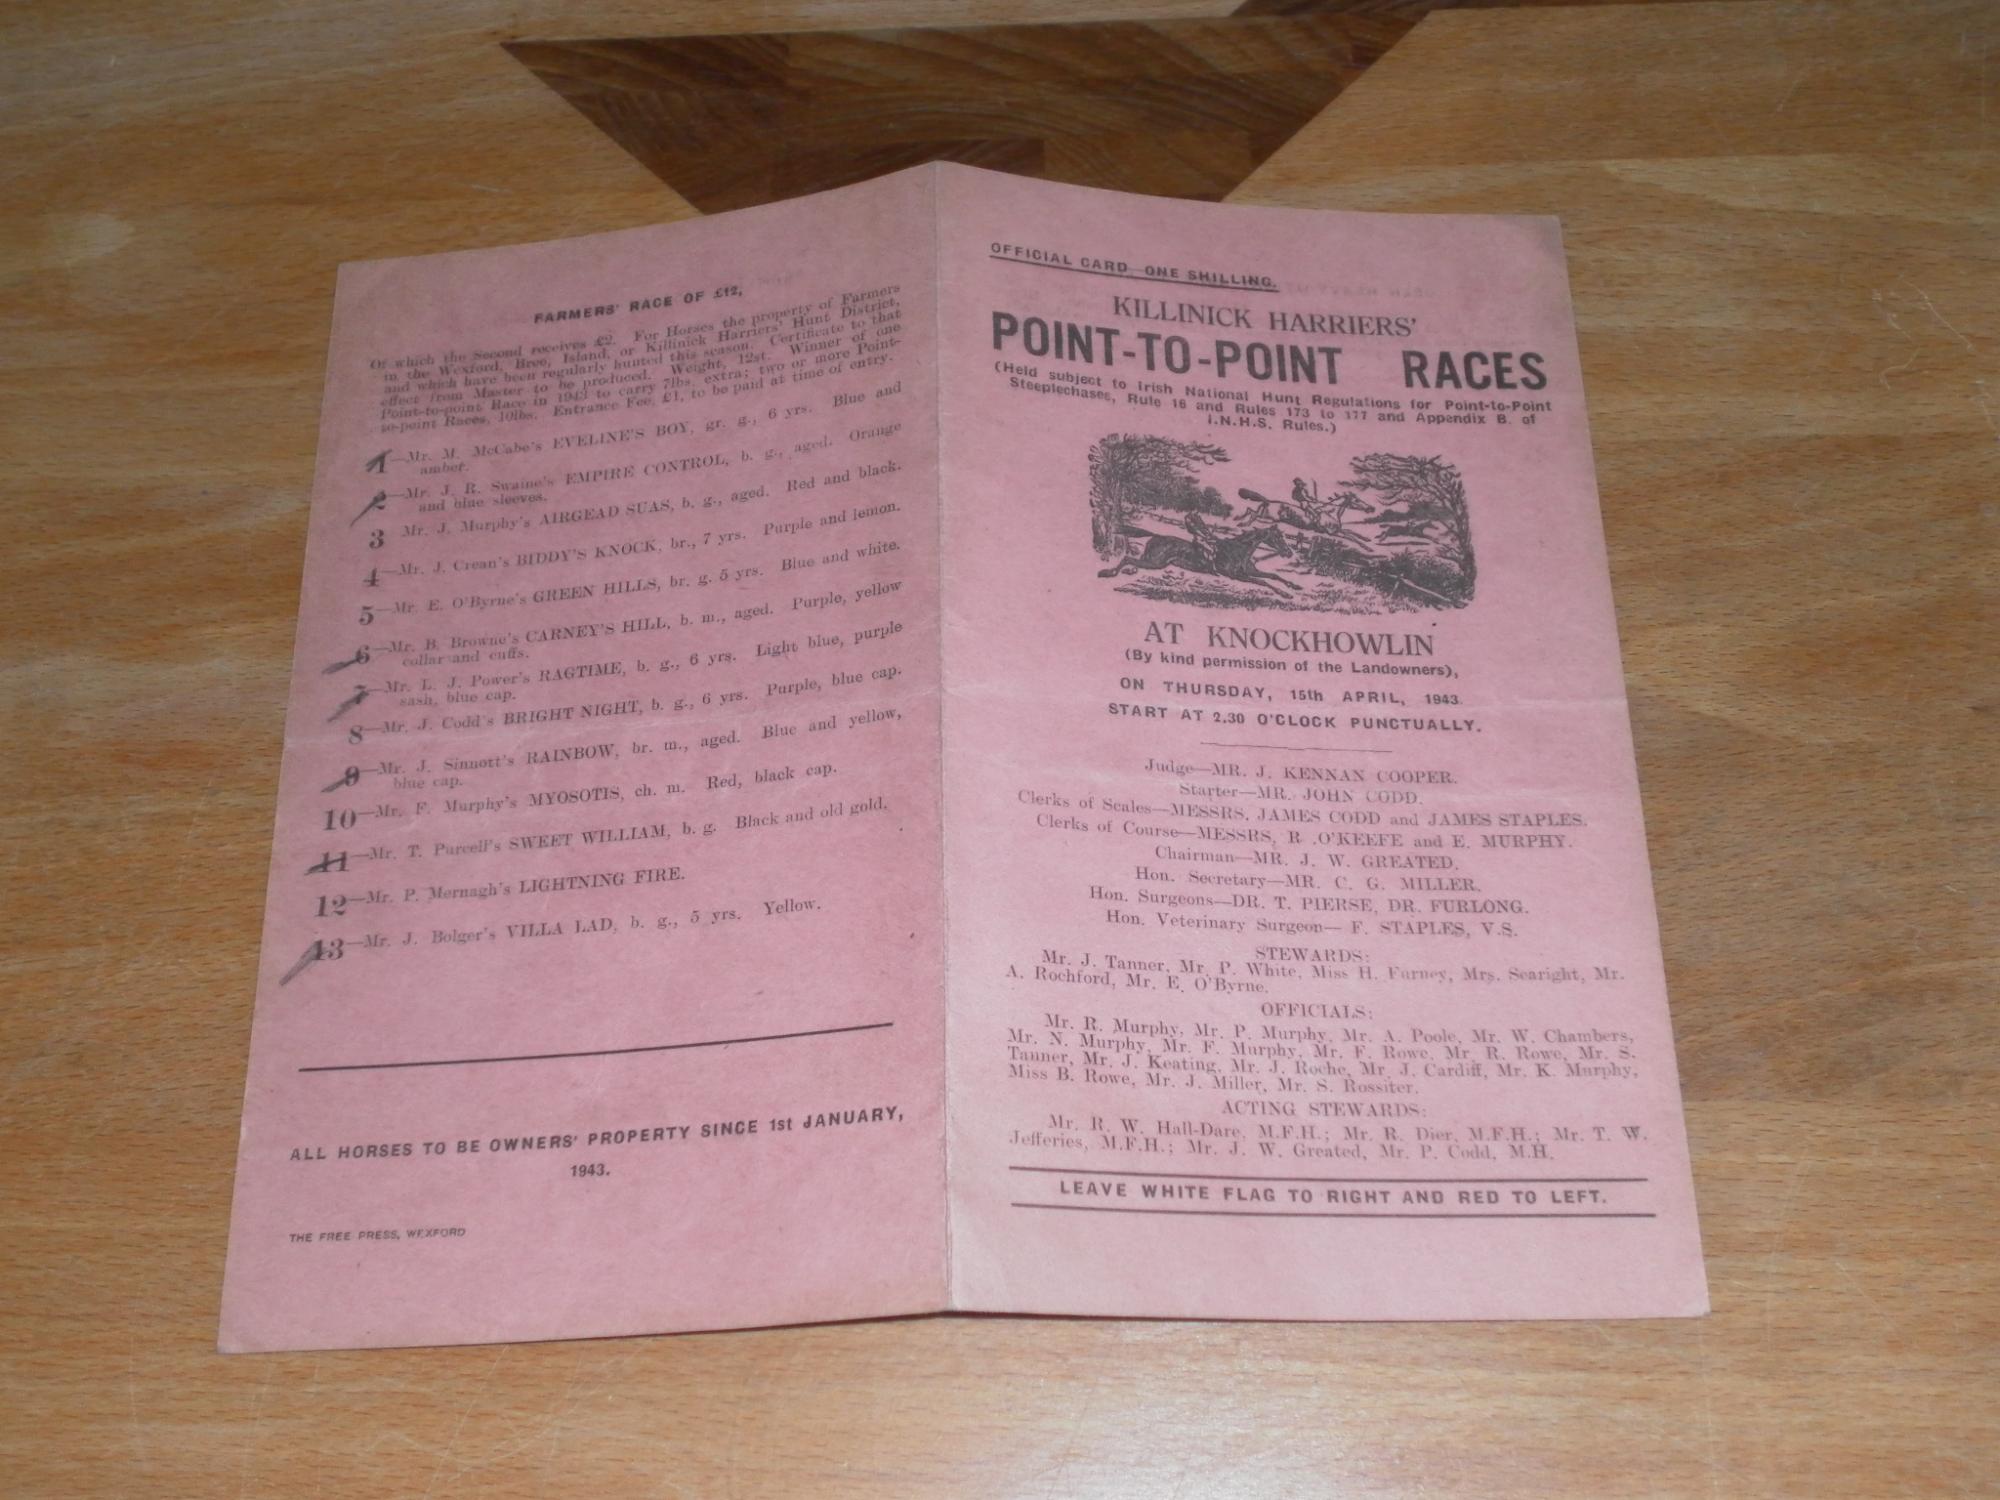 FARMERS' RACE OF £12,
Of which the Second receives £2. For Horses the property of Farmers
in the Wexford, Bree, Island, or Killinick Harriers' Hunt District,
and which have been regularly hunted this season. Certificate to that
effect from Master to be produced. Weight, 12st. Winner of one
Point-to-point Race in 1943 to carry 7lbs. extra; two or more Point-
to-point Races, 10lbs. Entrance Fee, £1, to be paid at time of entry.
1—Mr. M. McCabe's EVELINE'S BOY, gr. g., 6 yrs. Blue and
amber.
2—Mr. J. R. Swaine's EMPIRE CONTROL, b. g., aged. Orange
and blue sleeves.
3 Mr. J. Murphy's AIRGEAD SUAS, b. g., aged. Red and black.
4—Mr. J. Crean's BIDDY'S KNOCK, br., 7 yrs. Purple and lemon.
5—Mr. E. O'Byrne's GREEN HILLS, br. g. 5 yrs. Blue and white.
6—Mr. B. Browne's CARNEY'S HILL, b. m., aged. Purple, yellow
collar and cuffs.
7—Mr. L. J. Power's RAGTIME, b. g., 6 yrs. Light blue, purple
sash, blue cap.
8—Mr. J. Codd's BRIGHT NIGHT, b. g., 6 yrs. Purple, blue cap.
9—Mr. J. Sinnott's RAINBOW, br. m., aged. Blue and yellow,
blue cap.
10—Mr. F. Murphy's MYOSOTIS, ch. m. Red, black cap.
11—Mr. T. Purcell's SWEET WILLIAM, b. g. Black and old gold.
12—Mr. P. Mernagh's LIGHTNING FIRE.
13—Mr. J. Bolger's VILLA LAD, b. g., 5 yrs. Yellow.
ALL HORSES TO BE OWNERS' PROPERTY SINCE 1st JANUARY,
1943.
THE FREE PRESS, WEXFORD
OFFICIAL CARD ONE SHILLING.
KILLINICK HARRIERS'
POINT-TO-POINT RACES
(Held subject to Irish National Hunt Regulations for Point-to-Point
Steeplechases, Rule 16 and Rules 173 to 177 and Appendix B. of
I.N.H.S. Rules.)
AT KNOCKHOWLIN
(By kind permission of the Landowners),
ON THURSDAY, 15th APRIL, 1943.
START AT 2.30 O'CLOCK PUNCTUALLY.
Judge—MR. J. KENNAN COOPER.
Starter—MR. JOHN CODD.
Clerks of Scales—MESSRS. JAMES CODD and JAMES STAPLES.
Clerks of Course—MESSRS, R .O'KEEFE and E. MURPHY.
Chairman—MR. J. W. GREATED.
Hon. Secretary—MR. C. G. MILLER.
Hon. Surgeons—DR. T. PIERSE, DR. FURLONG.
Hon. Veterinary Surgeon— F. STAPLES, V.S.
STEWARDS:
Mr. J. Tanner, Mr. P. White, Miss H. Furney, Mrs. Searight, Mr.
A. Rochford, Mr. E. O'Byrne.
OFFICIALS:
Mr. R. Murphy, Mr. P. Murphy, Mr. A. Poole, Mr. W. Chambers,
Mr. N. Murphy, Mr. F. Murphy, Mr. F. Rowe, Mr. R. Rowe, Mr. S.
Tanner, Mr. J. Keating, Mr. J. Roche, Mr. J. Cardiff, Mr. K. Murphy,
Miss B. Rowe, Mr. J. Miller, Mr. S. Rossiter.
ACTING STEWARDS:
Mr. R. W. Hall-Dare, M.F.H.; Mr. R. Dier, M.F.H.; Mr. T. W.
Jefferies, M.F.H.; Mr. J. W. Greated, Mr. P. Codd, M.H.
LEAVE WHITE FLAG TO RIGHT AND RED TO LEFT.